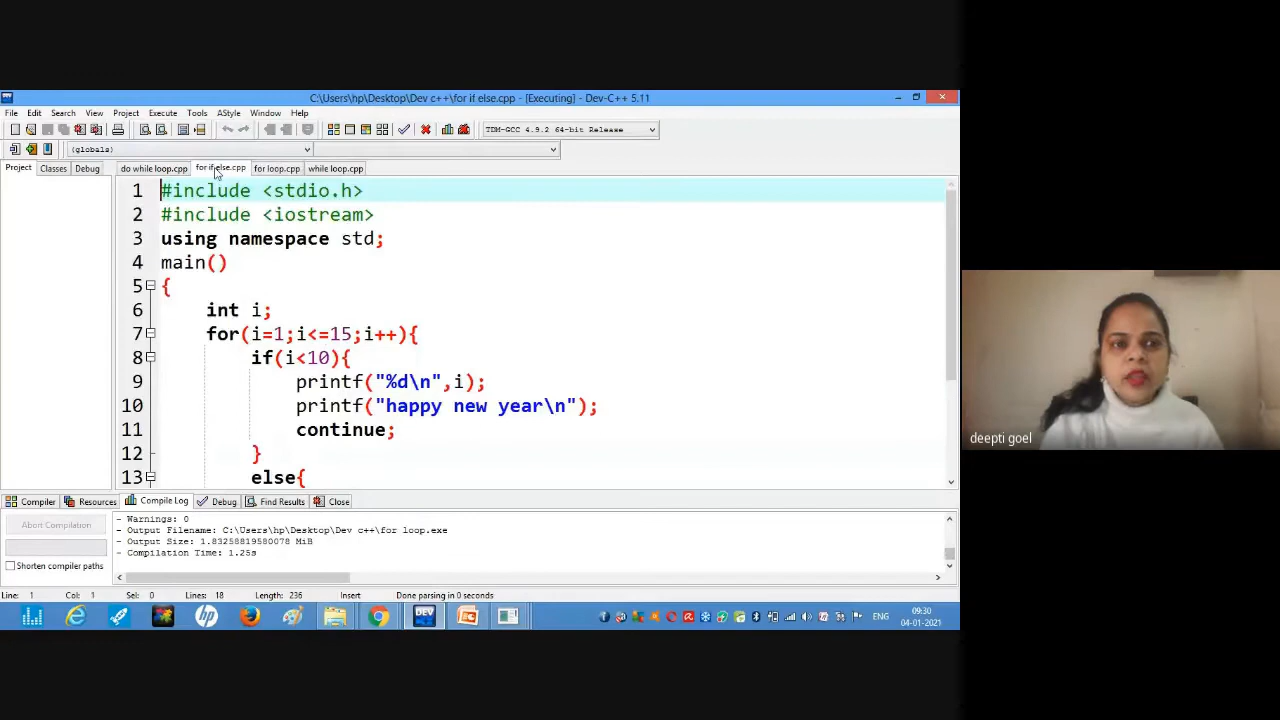 C:\Users\hp\Desktop\Dev c++\for if else.cpp - [Executing] - Dev-C++ 5.11
File Edit Search View Project Execute Tools AStyle Window Help
TDM-GCC 4.9.2 64-bit Release
(globals)
Project Classes Debug do while loop.cpp for if else.cpp for loop.cpp while loop.cpp
1 #include <stdio.h>
2 #include <iostream>
3 using namespace std;
4 main()
5 {
6 int i;
7 for(i=1;i<=15;i++){
8 if(i<10){
9 printf("%d\n",i);
10 printf("happy new year\n");
11 continue;
12 }
13 else{
deepti goel
Compiler Resources Compile Log Debug Find Results Close
Abort Compilation
Shorten compiler paths
- Warnings: 0
- Output Filename: C:\Users\hp\Desktop\Dev c++\for loop.exe
- Output Size: 1.83258819580078 MiB
- Compilation Time: 1.25s
Line: 1 Col: 1 Sel: 0 Lines: 18 Length: 236 Insert Done parsing in 0 seconds
hp DEV ENG 09:30
04-01-2021